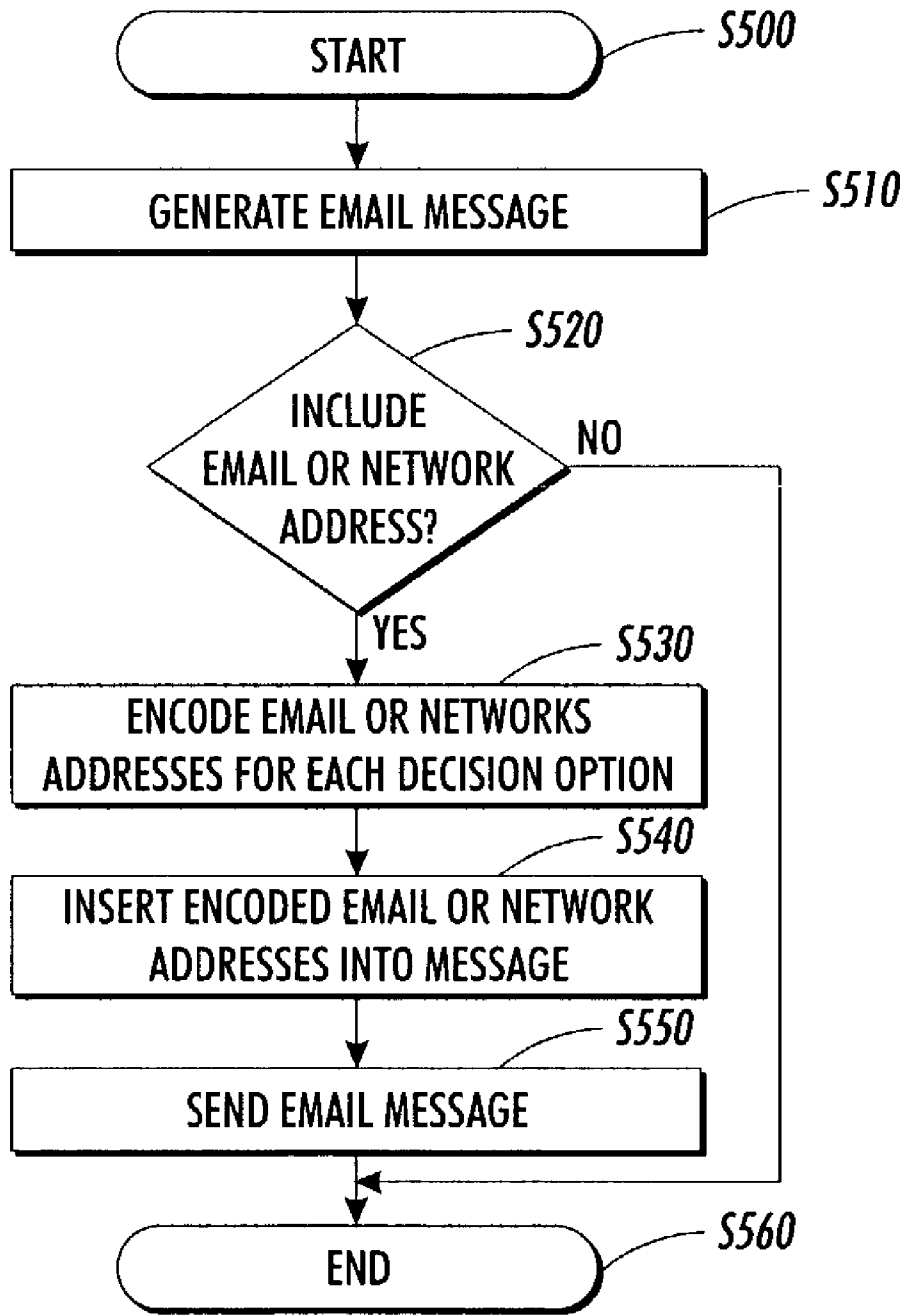 START
S500
GENERATE EMAIL MESSAGE
S510
S520
INCLUDE
EMAIL OR NETWORK
ADDRESS?
NO
YES
S530
ENCODE EMAIL OR NETWORKS
ADDRESSES FOR EACH DECISION OPTION
S540
INSERT ENCODED EMAIL OR NETWORK
ADDRESSES INTO MESSAGE
S550
SEND EMAIL MESSAGE
END
S560